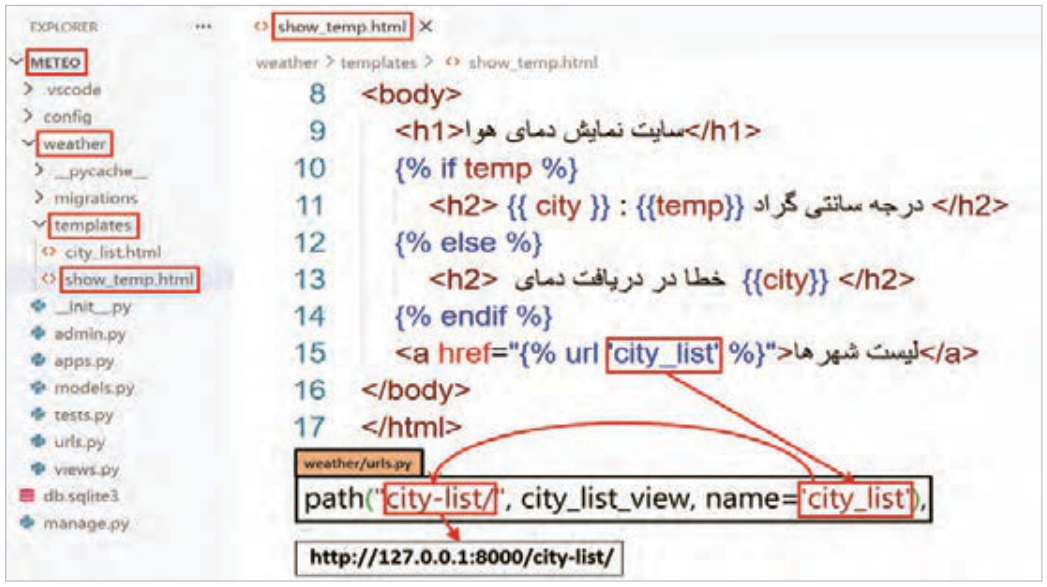 EXPLORER ...
METEO
.vscode
config
weather
__pycache__
migrations
templates
city_list.html
show_temp.html
__init__.py
admin.py
apps.py
models.py
tests.py
urls.py
views.py
db.sqlite3
manage.py
show_temp.html
weather > templates > show_temp.html
8 <body>
9 <h1>سایت نمایش دمای هوا</h1>
10 {% if temp %}
11 <h2> {{ city }} : {{temp}} درجه سانتی گراد </h2>
12 {% else %}
13 <h2> خطا در دریافت دمای {{city}} </h2>
14 {% endif %}
15 <a href="{% url 'city_list' %}">لیست شهرها</a>
16 </body>
17 </html>
weather/urls.py
path("city-list/", city_list_view, name='city_list'),
http://127.0.0.1:8000/city-list/